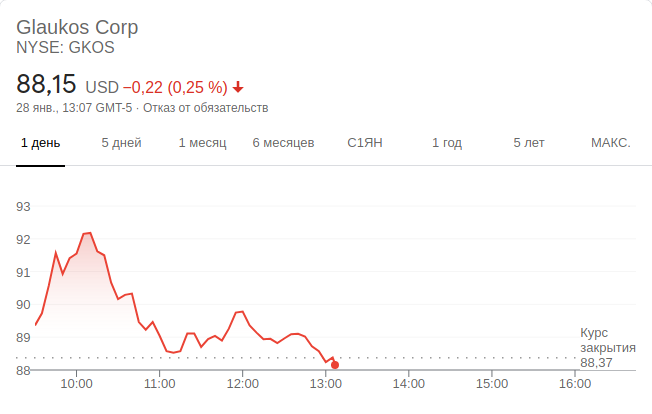 Glaukos Corp
NYSE: GKOS
88,15 USD −0,22 (0,25 %)
28 янв., 13:07 GMT-5 · Отказ от обязательств
1 день 5 дней 1 месяц 6 месяцев С1ЯН 1 год 5 лет МАКС.
93
92
91
90
89
88
Курс
закрытия
88,37
10:00 11:00 12:00 13:00 14:00 15:00 16:00